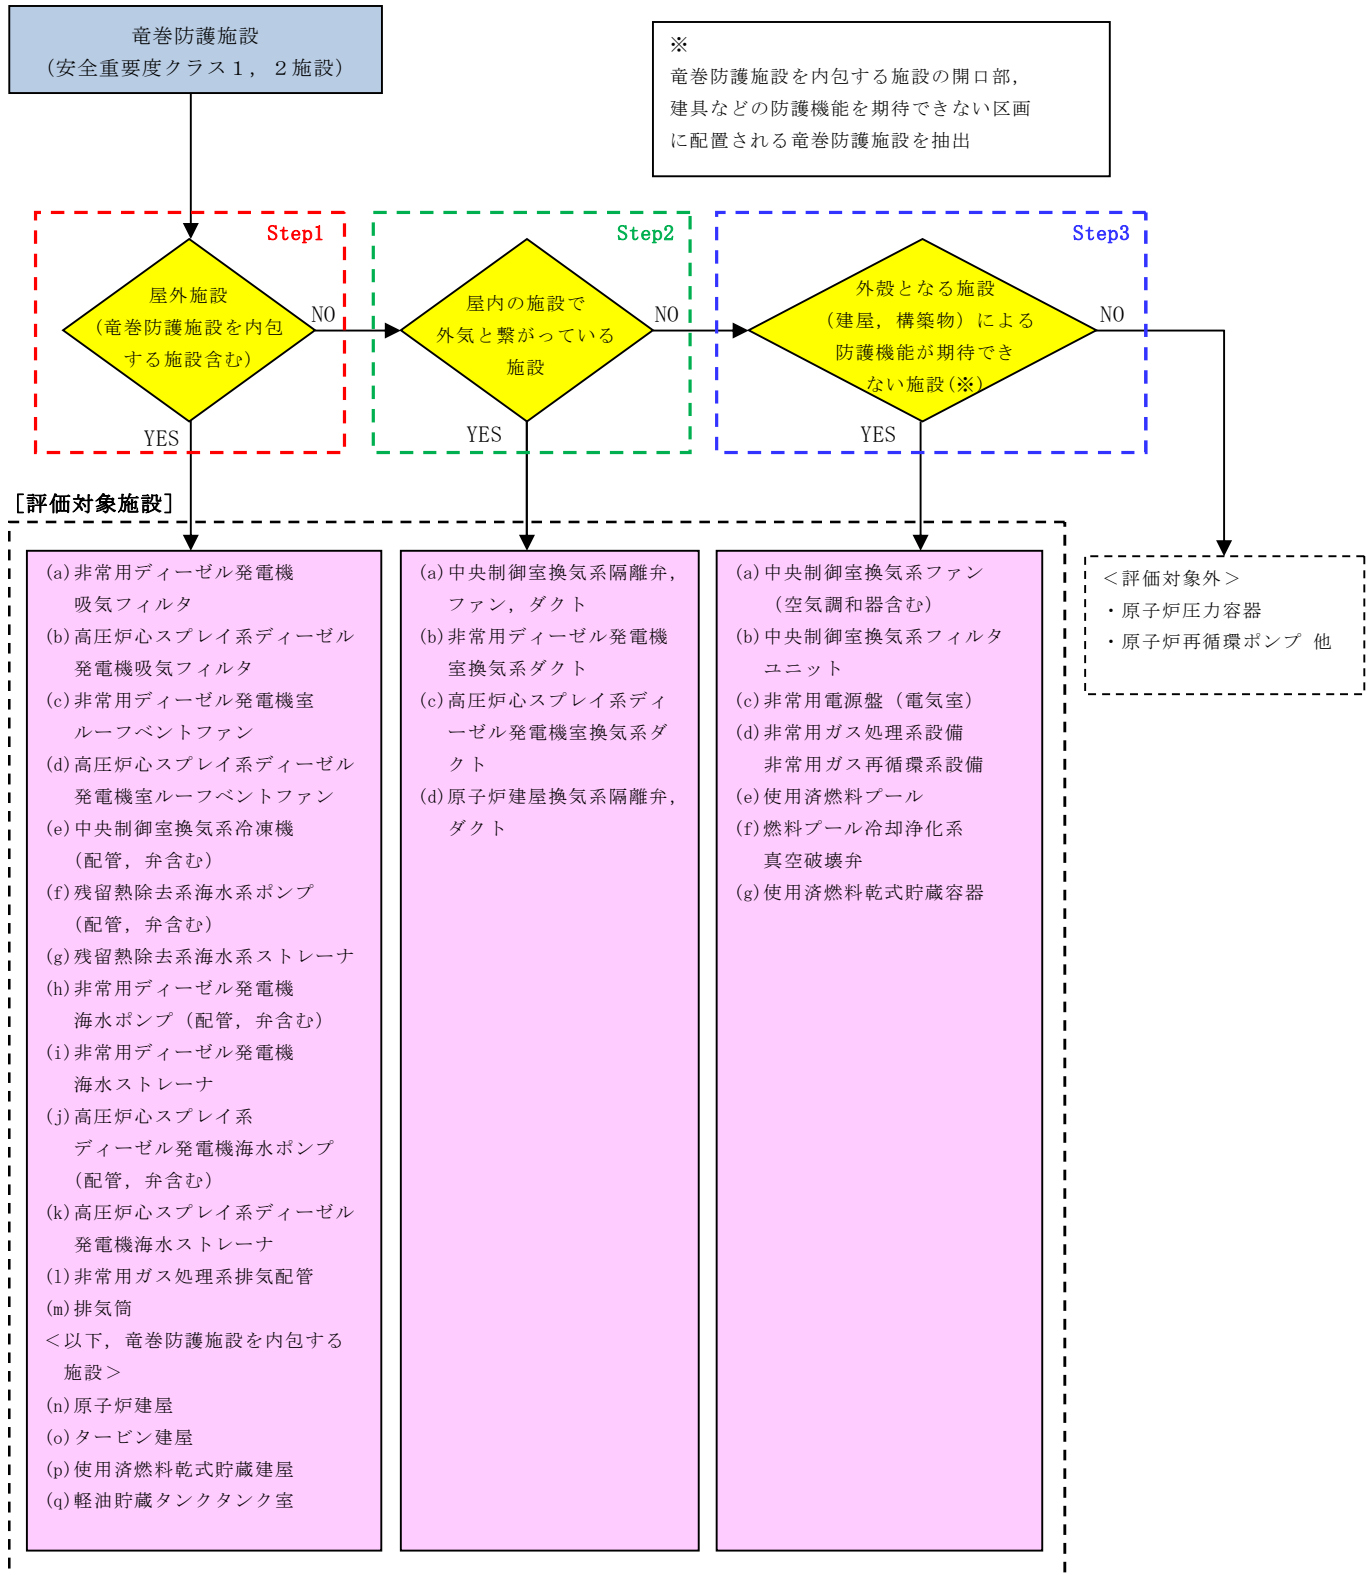 竜巻防護施設
(安全重要度クラス１，２施設)
※
竜巻防護施設を内包する施設の開口部，
建具などの防護機能を期待できない区画
に配置される竜巻防護施設を抽出
Step1
屋外施設
(竜巻防護施設を内包
する施設含む)
NO
YES
Step2
屋内の施設で
外気と繋がっている
施設
NO
YES
Step3
外殻となる施設
(建屋，構築物）による
防護機能が期待でき
ない施設(※)
NO
YES
[評価対象施設]
(a)非常用ディーゼル発電機
吸気フィルタ
(b)高圧炉心スプレイ系ディーゼル
発電機吸気フィルタ
(c)非常用ディーゼル発電機室
ルーフベントファン
(d)高圧炉心スプレイ系ディーゼル
発電機室ルーフベントファン
(e)中央制御室換気系冷凍機
(配管，弁含む)
(f)残留熱除去系海水系ポンプ
(配管，弁含む)
(g)残留熱除去系海水系ストレーナ
(h)非常用ディーゼル発電機
海水ポンプ（配管，弁含む）
(i)非常用ディーゼル発電機
海水ストレーナ
(j)高圧炉心スプレイ系
ディーゼル発電機海水ポンプ
(配管，弁含む)
(k)高圧炉心スプレイ系ディーゼル
発電機海水ストレーナ
(l)非常用ガス処理系排気配管
(m)排気筒
＜以下，竜巻防護施設を内包する
施設＞
(n)原子炉建屋
(o)タービン建屋
(p)使用済燃料乾式貯蔵建屋
(q)軽油貯蔵タンクタンク室
(a)中央制御室換気系隔離弁，
ファン，ダクト
(b)非常用ディーゼル発電機
室換気系ダクト
(c)高圧炉心スプレイ系ディ
ーゼル発電機室換気系ダ
クト
(d)原子炉建屋換気系隔離弁，
ダクト
(a)中央制御室換気系ファン
（空気調和器含む）
(b)中央制御室換気系フィルタ
ユニット
(c)非常用電源盤（電気室）
(d)非常用ガス処理系設備
非常用ガス再循環系設備
(e)使用済燃料プール
(f)燃料プール冷却浄化系
真空破壊弁
(g)使用済燃料乾式貯蔵容器
＜評価対象外＞
・原子炉圧力容器
・原子炉再循環ポンプ 他